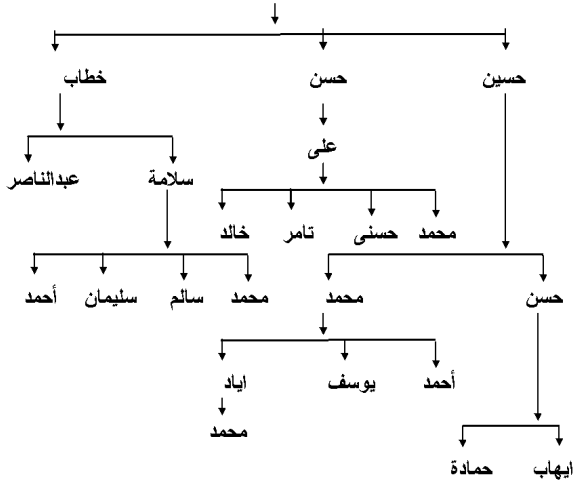 حسين حسن خطاب
على
سلامة عبدالناصر
محمد حسنى تامر خالد
حسن محمد محمد سالم سليمان أحمد
أحمد يوسف اياد
محمد
ايهاب حمادة